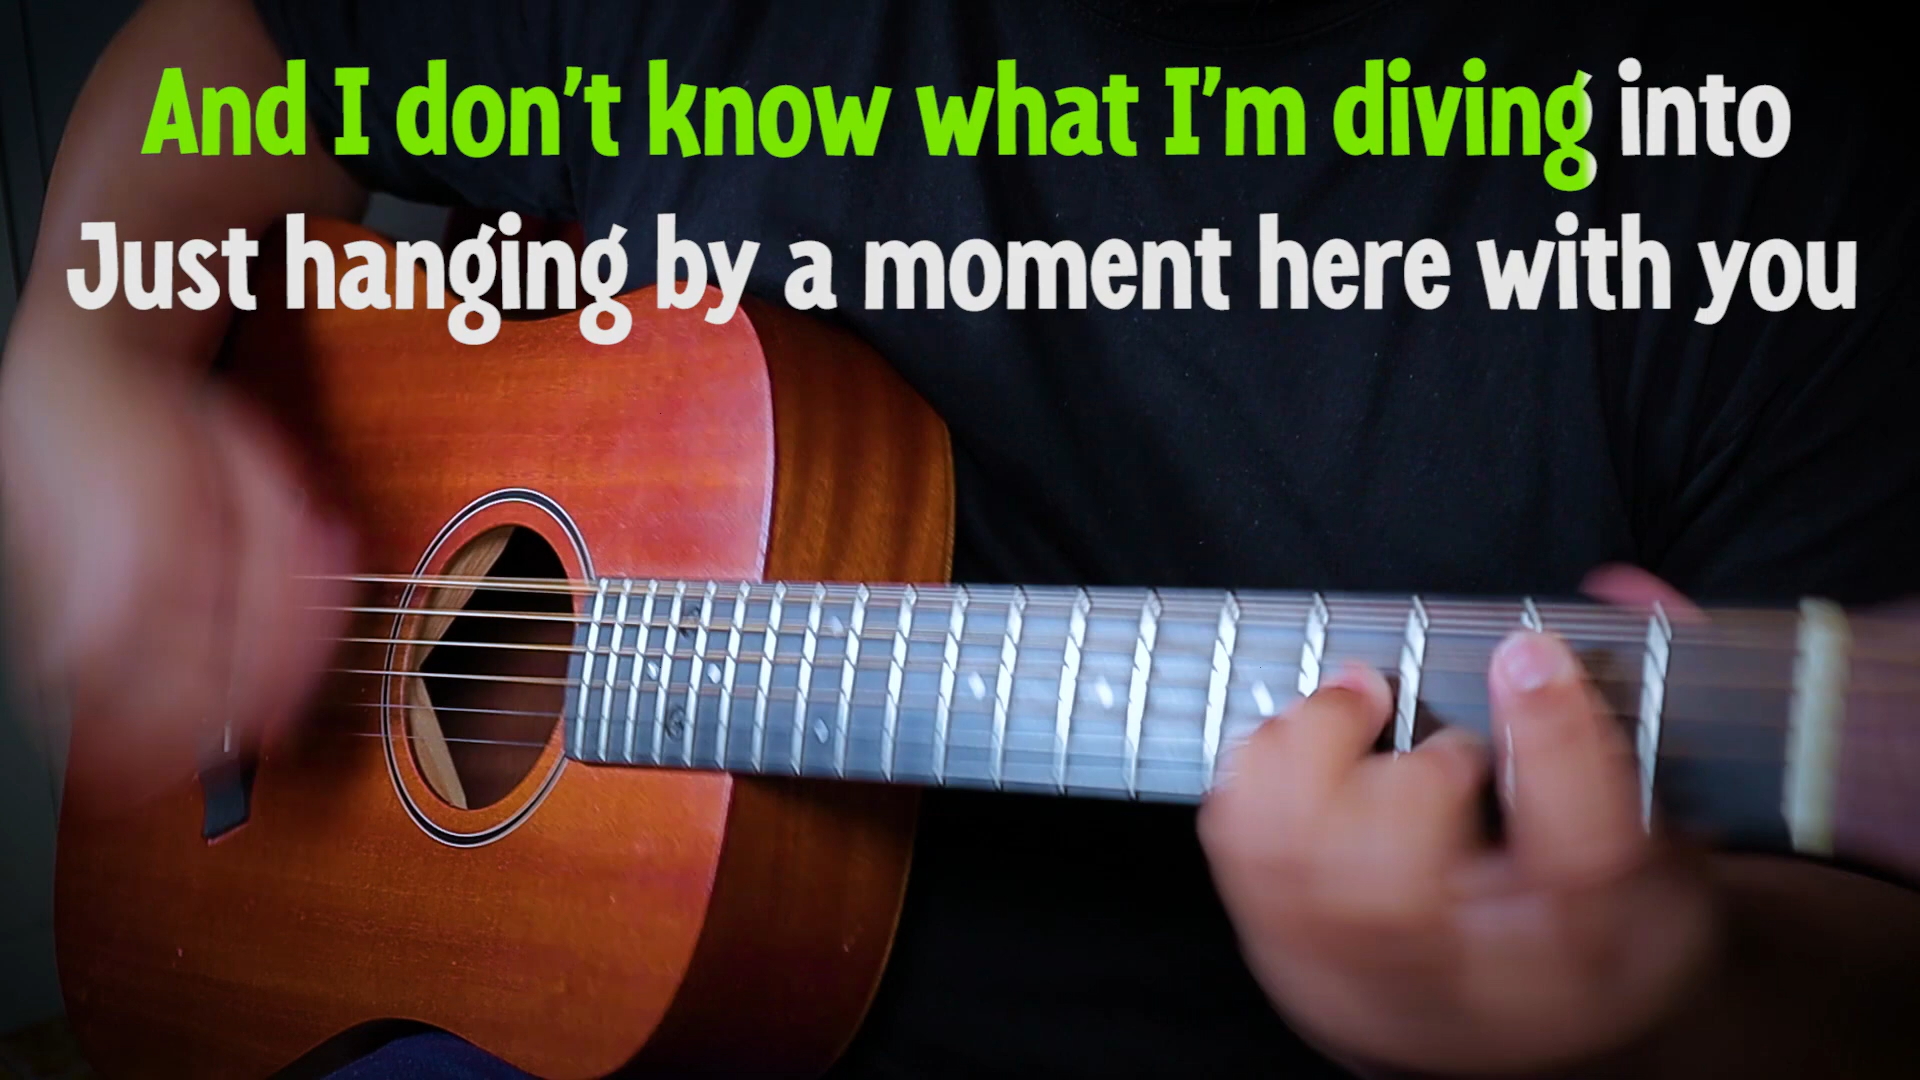 And I don't know what I'm diving into
Just hanging by a moment here with you